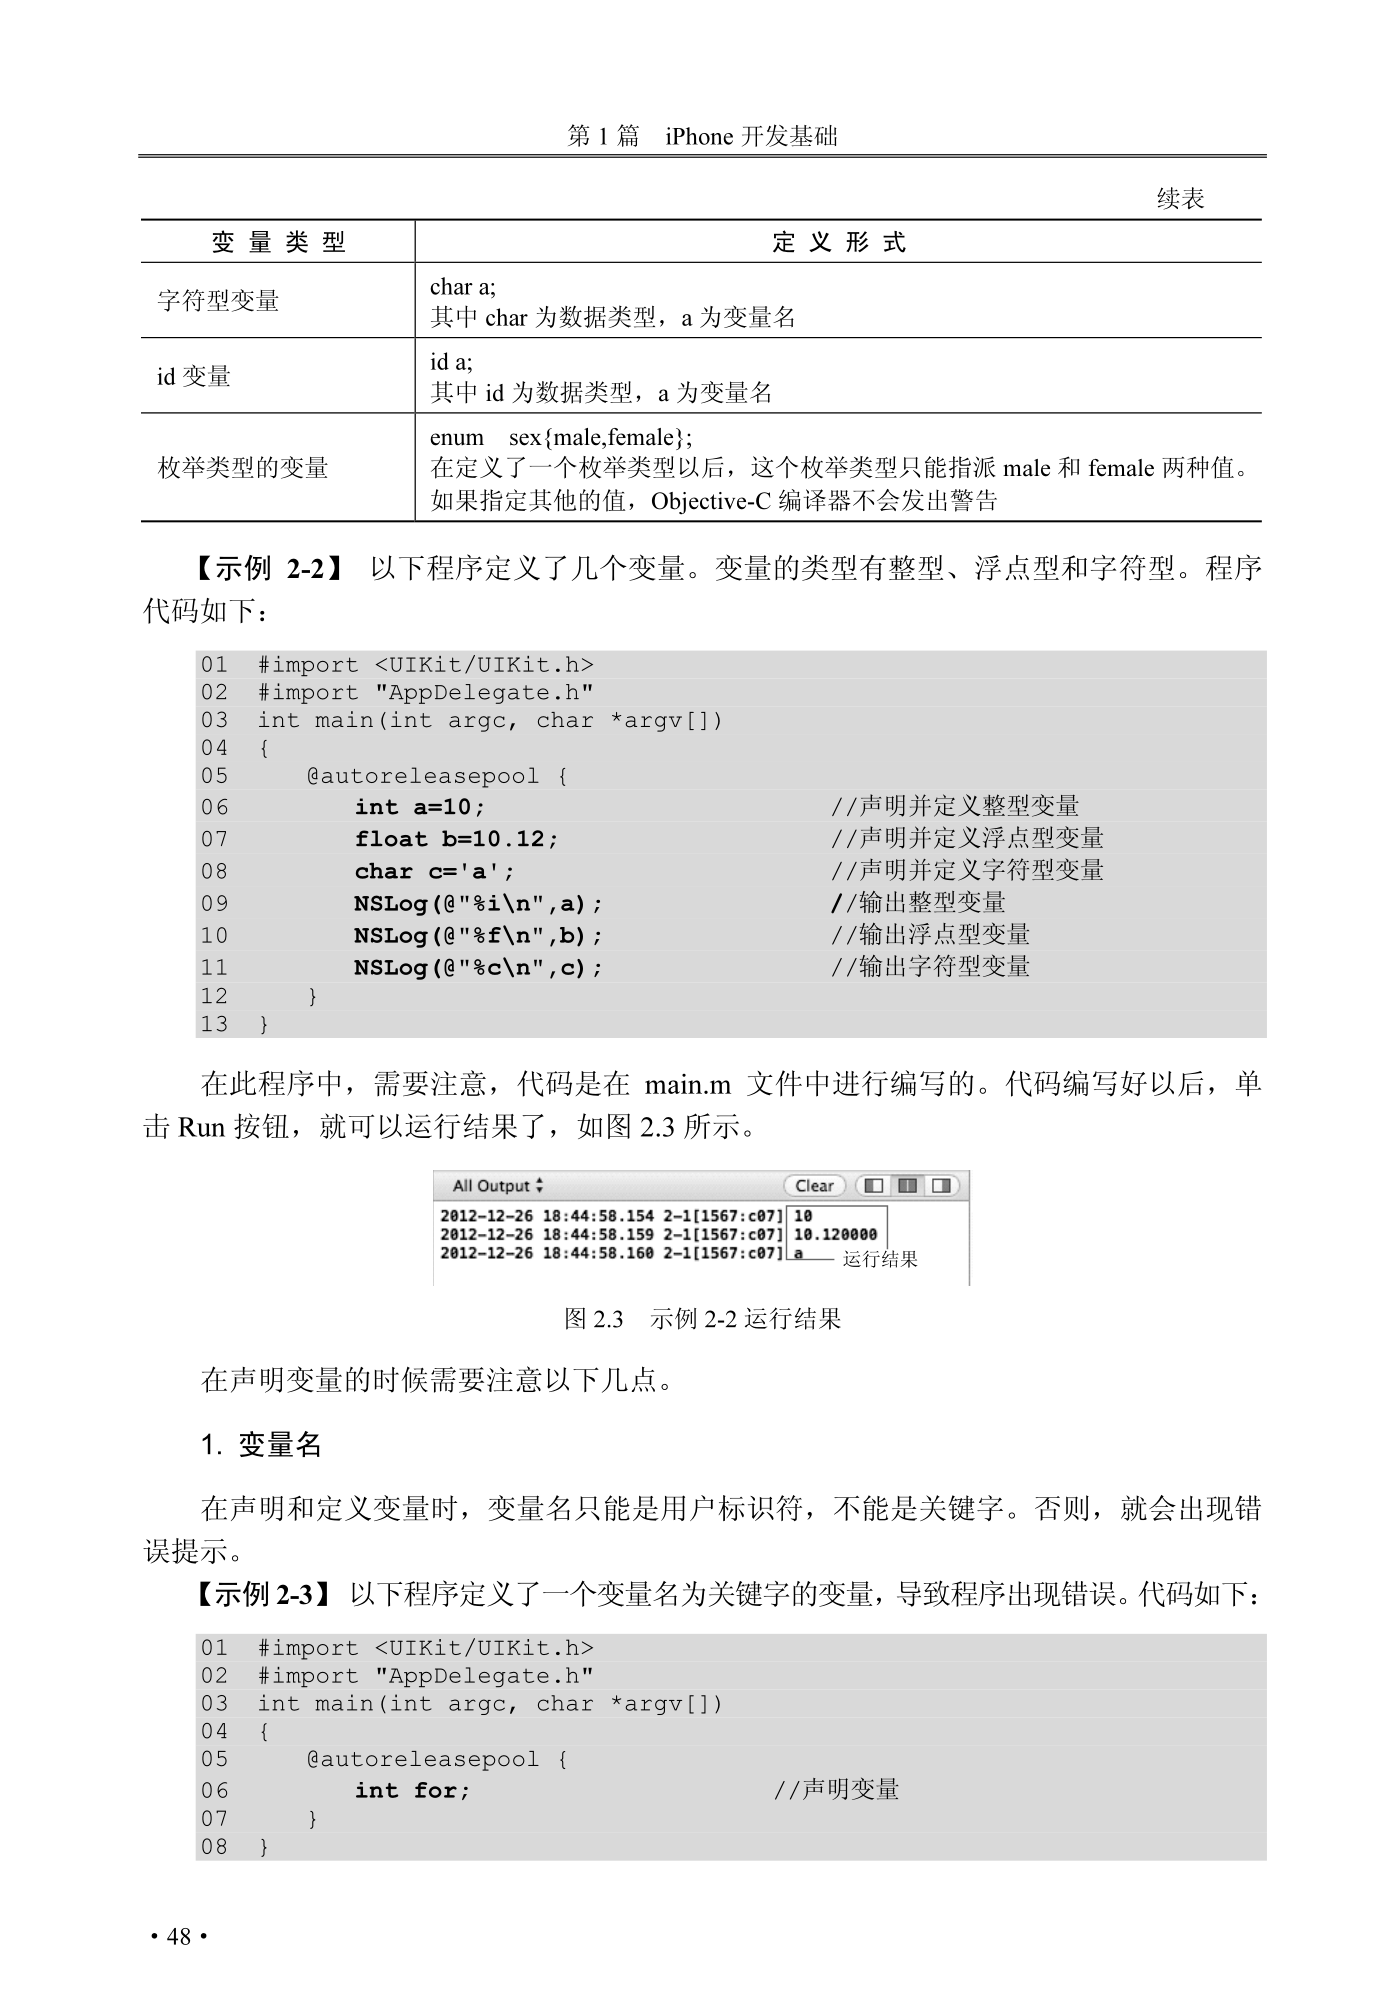 第 1 篇　iPhone 开发基础
续表
变 量 类 型　定 义 形 式
字符型变量
char a;
其中 char 为数据类型，a 为变量名
id 变量
id a;
其中 id 为数据类型，a 为变量名
枚举类型的变量
enum　sex{male,female};
在定义了一个枚举类型以后，这个枚举类型只能指派 male 和 female 两种值。
如果指定其他的值，Objective-C 编译器不会发出警告
【示例 2-2】 以下程序定义了几个变量。变量的类型有整型、浮点型和字符型。程序
代码如下：
01  #import <UIKit/UIKit.h>
02  #import "AppDelegate.h"
03  int main(int argc, char *argv[])
04  {
05      @autoreleasepool {
06          int a=10;                    //声明并定义整型变量
07          float b=10.12;               //声明并定义浮点型变量
08          char c='a';                  //声明并定义字符型变量
09          NSLog(@"%i\n",a);            //输出整型变量
10          NSLog(@"%f\n",b);            //输出浮点型变量
11          NSLog(@"%c\n",c);            //输出字符型变量
12      }
13  }
在此程序中，需要注意，代码是在 main.m 文件中进行编写的。代码编写好以后，单
击 Run 按钮，就可以运行结果了，如图 2.3 所示。
All Output　Clear
2012-12-26 18:44:58.154 2-1[1567:c07] 10
2012-12-26 18:44:58.159 2-1[1567:c07] 10.120000
2012-12-26 18:44:58.160 2-1[1567:c07] a　运行结果
图 2.3　示例 2-2 运行结果
在声明变量的时候需要注意以下几点。
1. 变量名
在声明和定义变量时，变量名只能是用户标识符，不能是关键字。否则，就会出现错
误提示。
【示例 2-3】 以下程序定义了一个变量名为关键字的变量，导致程序出现错误。代码如下：
01  #import <UIKit/UIKit.h>
02  #import "AppDelegate.h"
03  int main(int argc, char *argv[])
04  {
05      @autoreleasepool {
06          int for;                 //声明变量
07      }
08  }
• 48 •